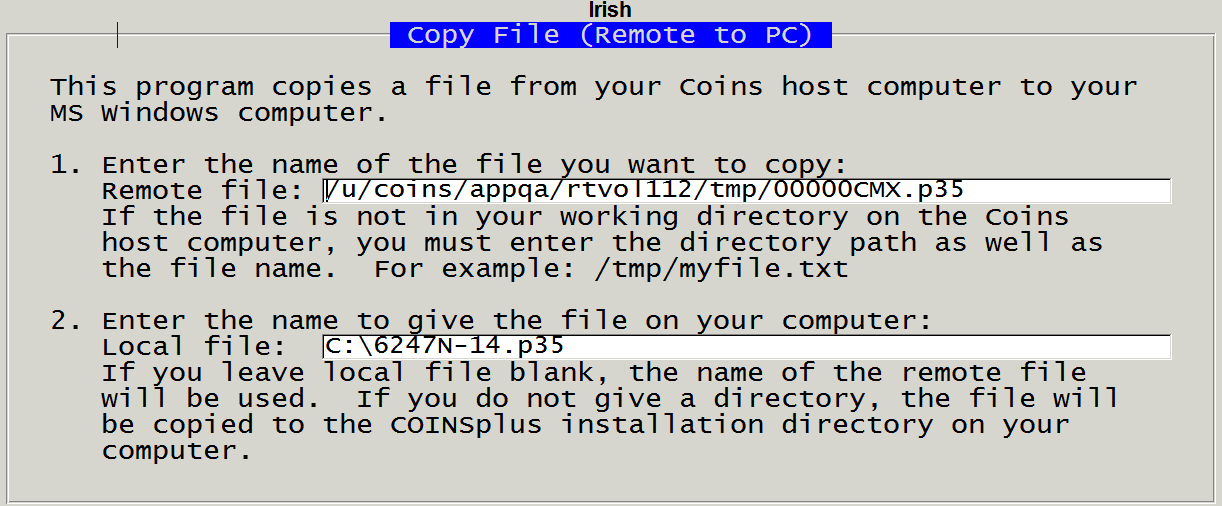 Irish
Copy File (Remote to PC)
This program copies a file from your Coins host computer to your
MS Windows computer.
1. Enter the name of the file you want to copy:
Remote file: /u/coins/appqa/rtvol112/tmp/00000CMX.p35
If the file is not in your working directory on the Coins
host computer, you must enter the directory path as well as
the file name.  For example: /tmp/myfile.txt
2. Enter the name to give the file on your computer:
Local file: C:\6247N-14.p35
If you leave local file blank, the name of the remote file
will be used.  If you do not give a directory, the file will
be copied to the COINSplus installation directory on your
computer.